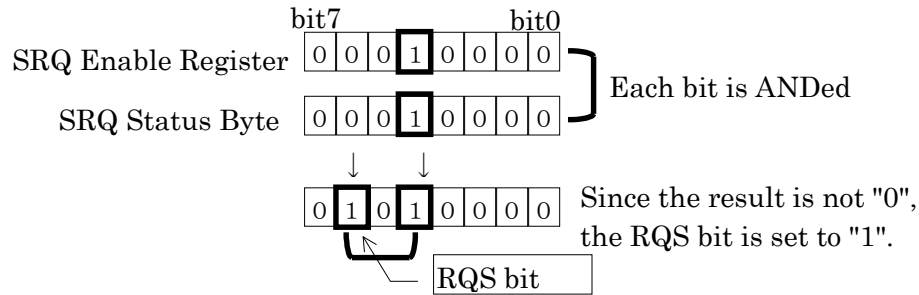 bit7 bit0
SRQ Enable Register 0 0 0 1 0 0 0 0
Each bit is ANDed
SRQ Status Byte 0 0 0 1 0 0 0 0
↓ ↓
0 1 0 1 0 0 0 0
Since the result is not "0",
the RQS bit is set to "1".
RQS bit